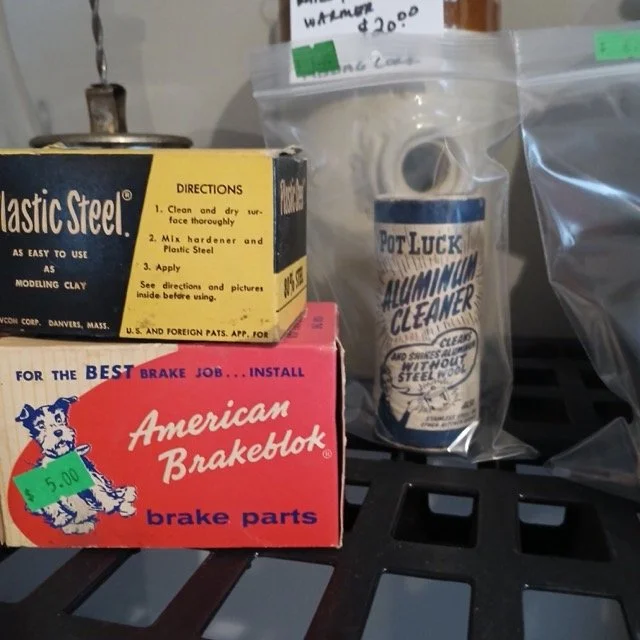 WARMER
$20.00
lastic Steel.®
AS EASY TO USE
AS
MODELING CLAY
CORP. DANVERS, MASS.
DIRECTIONS
1. Clean and dry sur-
face thoroughly
2. Mix hardener and
Plastic Steel
3. Apply
See directions and pictures
inside before using.
U.S. AND FOREIGN PATS. APP. FOR
Plastic Steel
80% STEEL
FOR THE BEST BRAKE JOB...INSTALL
American
Brakeblok®
$ 5.00
brake parts
POT LUCK
ALUMINUM
CLEANER
CLEANS
AND SHINES ALUMINUM
WITHOUT
STEEL WOOL